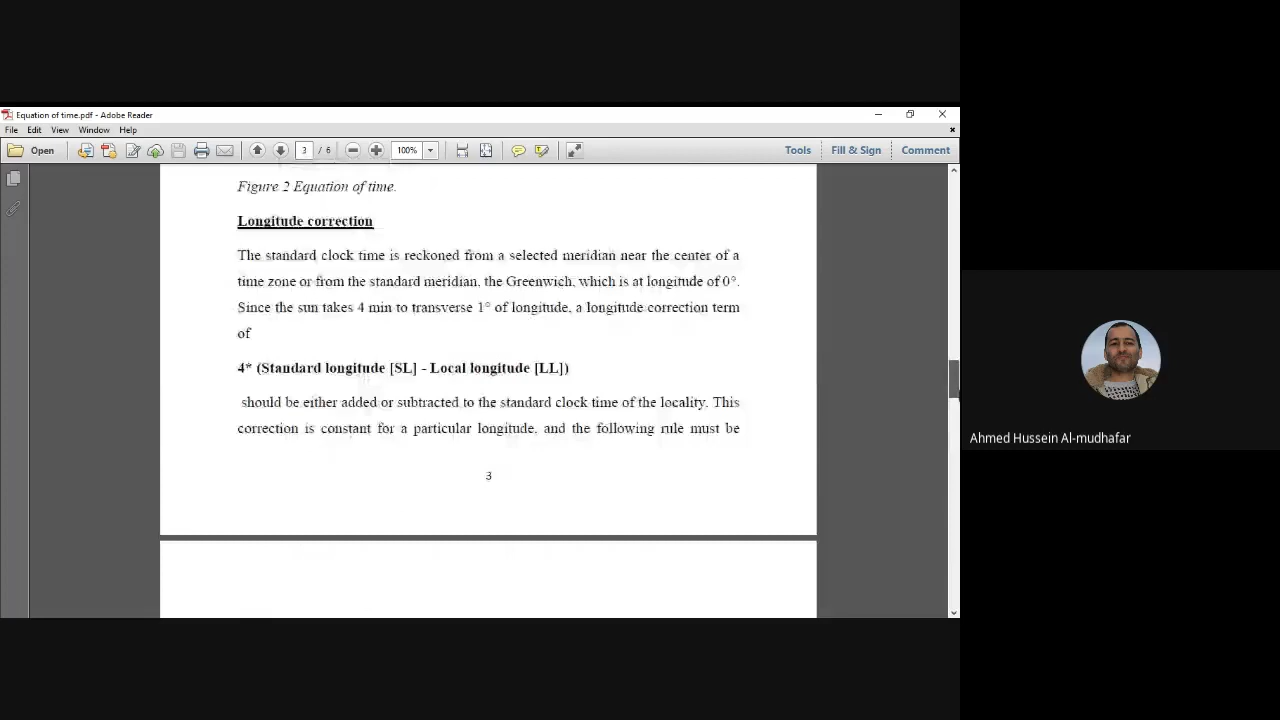 Equation of time.pdf - Adobe Reader
File Edit View Window Help
Open 3 / 6 100% Tools Fill & Sign Comment
Figure 2 Equation of time.
Longitude correction
The standard clock time is reckoned from a selected meridian near the center of a
time zone or from the standard meridian, the Greenwich, which is at longitude of 0°.
Since the sun takes 4 min to transverse 1° of longitude, a longitude correction term
of
4* (Standard longitude [SL] - Local longitude [LL])
should be either added or subtracted to the standard clock time of the locality. This
correction is constant for a particular longitude, and the following rule must be
3
Ahmed Hussein Al-mudhafar